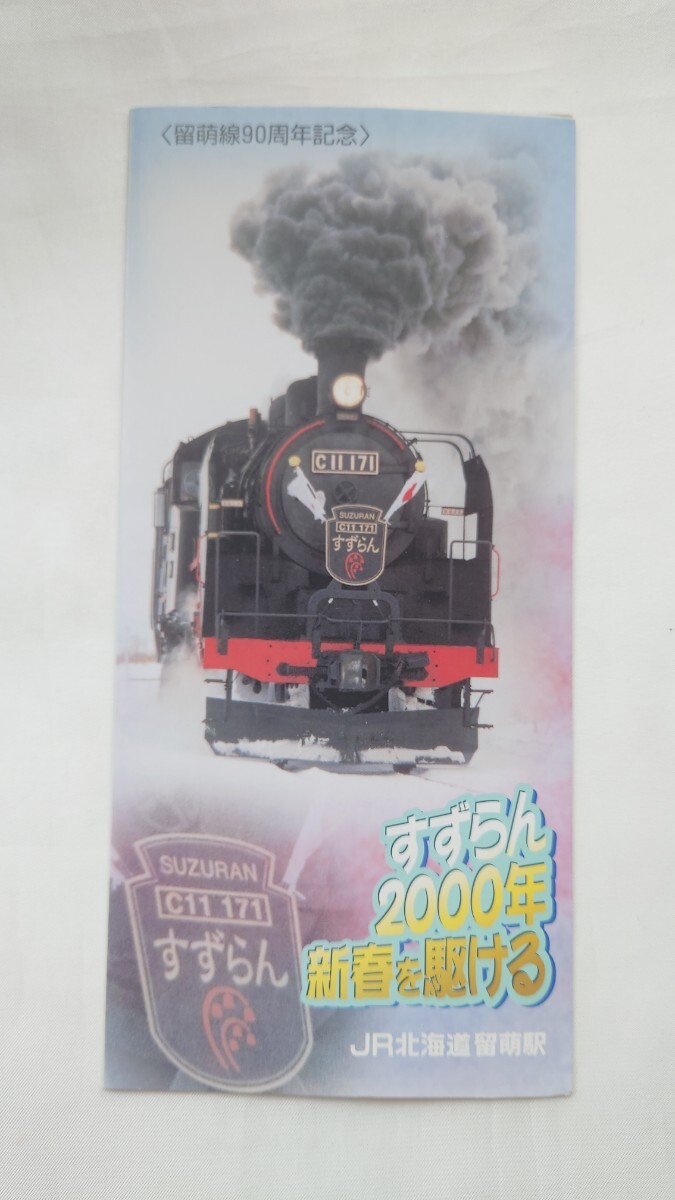 〈留萌線90周年記念〉
C11 171
SUZURAN
C11 171
すずらん
すずらん
2000年
新春を駆ける
SUZURAN
C11 171
すずらん
JR北海道 留萌駅